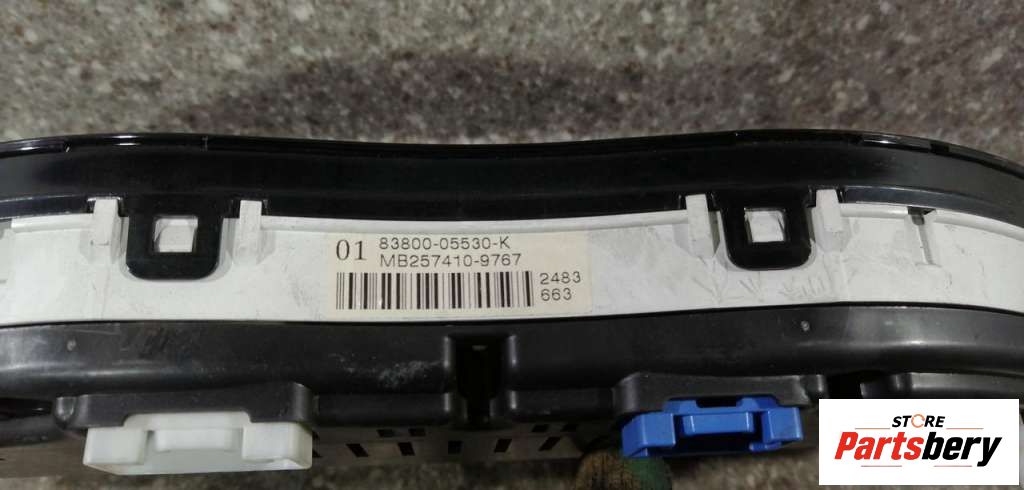 01 83800-05530-K
MB257410-9767
2483
663
STORE
Partsbery